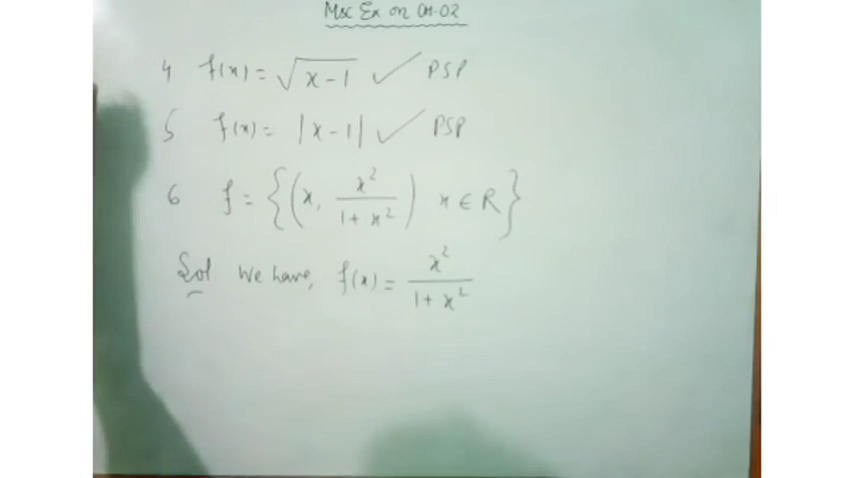 Misc Ex on CH-02
4 f(x) = √(x-1) ✓ PSP
5 f(x) = |x-1| ✓ PSP
6 f = {(x, x²/(1+x²)) x ∈ R}
Sol We have, f(x) = x²/(1+x²)